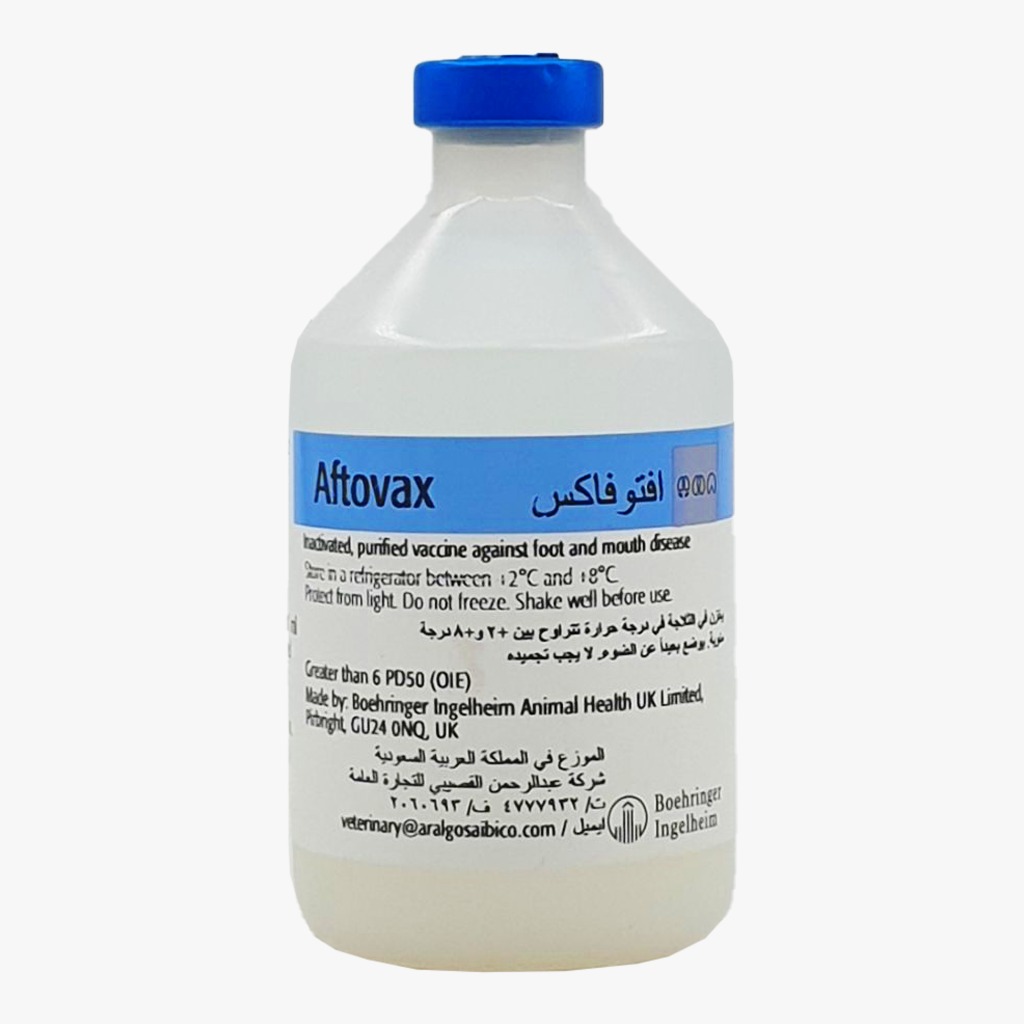 Aftovax
افتوفاكس
Inactivated, purified vaccine against foot and mouth disease
Store in a refrigerator between +2°C and +8°C
Protect from light. Do not freeze. Shake well before use.
يخزن في الثلاجة في درجة حرارة تتراوح بين +٢ و+٨ درجة
مئوية. يوضع بعيداً عن الضوء. لا يجب تجميده
Greater than 6 PD50 (OIE)
Made by: Boehringer Ingelheim Animal Health UK Limited,
Pirbright, GU24 0NQ, UK
الموزع في المملكة العربية السعودية
شركة عبدالرحمن القصيبي للتجارة العامة
ت/ ٤٧٧٧٩٣٢ ف/ ٢٠٦٠٦٩٣
ايميل / veterinary@aralgosaibico.com
Boehringer
Ingelheim
ml